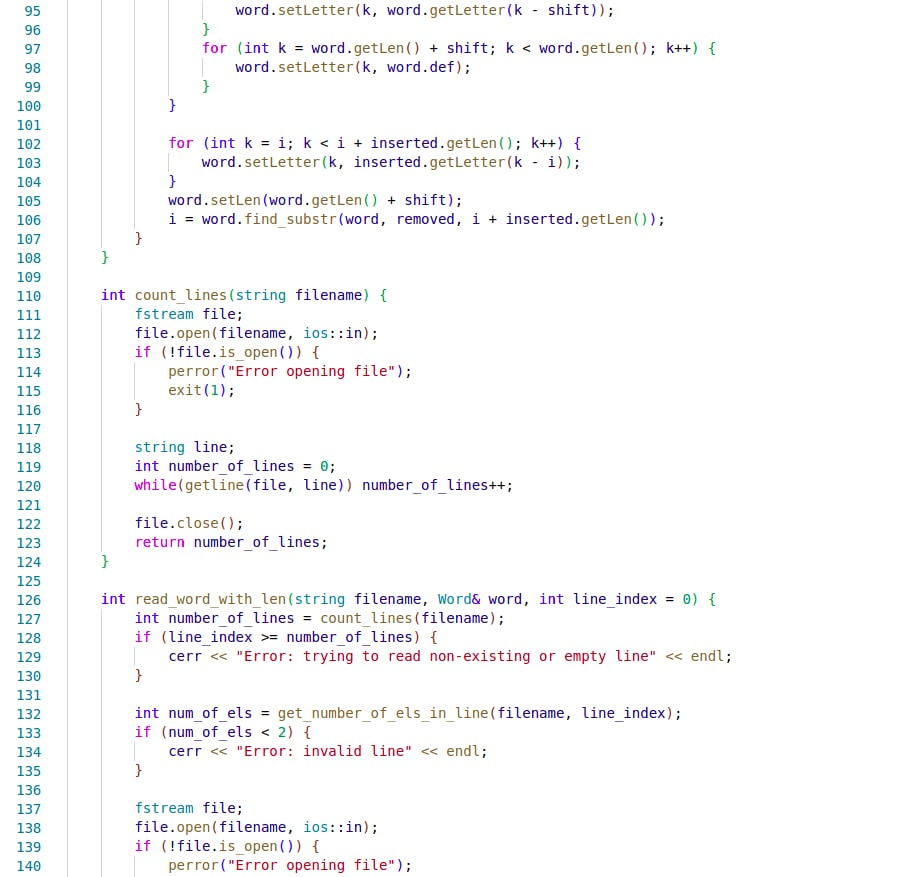 95                     word.setLetter(k, word.getLetter(k - shift));
96                 }
97                 for (int k = word.getLen() + shift; k < word.getLen(); k++) {
98                     word.setLetter(k, word.def);
99                 }
100             }
101
102             for (int k = i; k < i + inserted.getLen(); k++) {
103                 word.setLetter(k, inserted.getLetter(k - i));
104             }
105             word.setLen(word.getLen() + shift);
106             i = word.find_substr(word, removed, i + inserted.getLen());
107         }
108     }
109
110     int count_lines(string filename) {
111         fstream file;
112         file.open(filename, ios::in);
113         if (!file.is_open()) {
114             perror("Error opening file");
115             exit(1);
116         }
117
118         string line;
119         int number_of_lines = 0;
120         while(getline(file, line)) number_of_lines++;
121
122         file.close();
123         return number_of_lines;
124     }
125
126     int read_word_with_len(string filename, Word& word, int line_index = 0) {
127         int number_of_lines = count_lines(filename);
128         if (line_index >= number_of_lines) {
129             cerr << "Error: trying to read non-existing or empty line" << endl;
130         }
131
132         int num_of_els = get_number_of_els_in_line(filename, line_index);
133         if (num_of_els < 2) {
134             cerr << "Error: invalid line" << endl;
135         }
136
137         fstream file;
138         file.open(filename, ios::in);
139         if (!file.is_open()) {
140             perror("Error opening file");